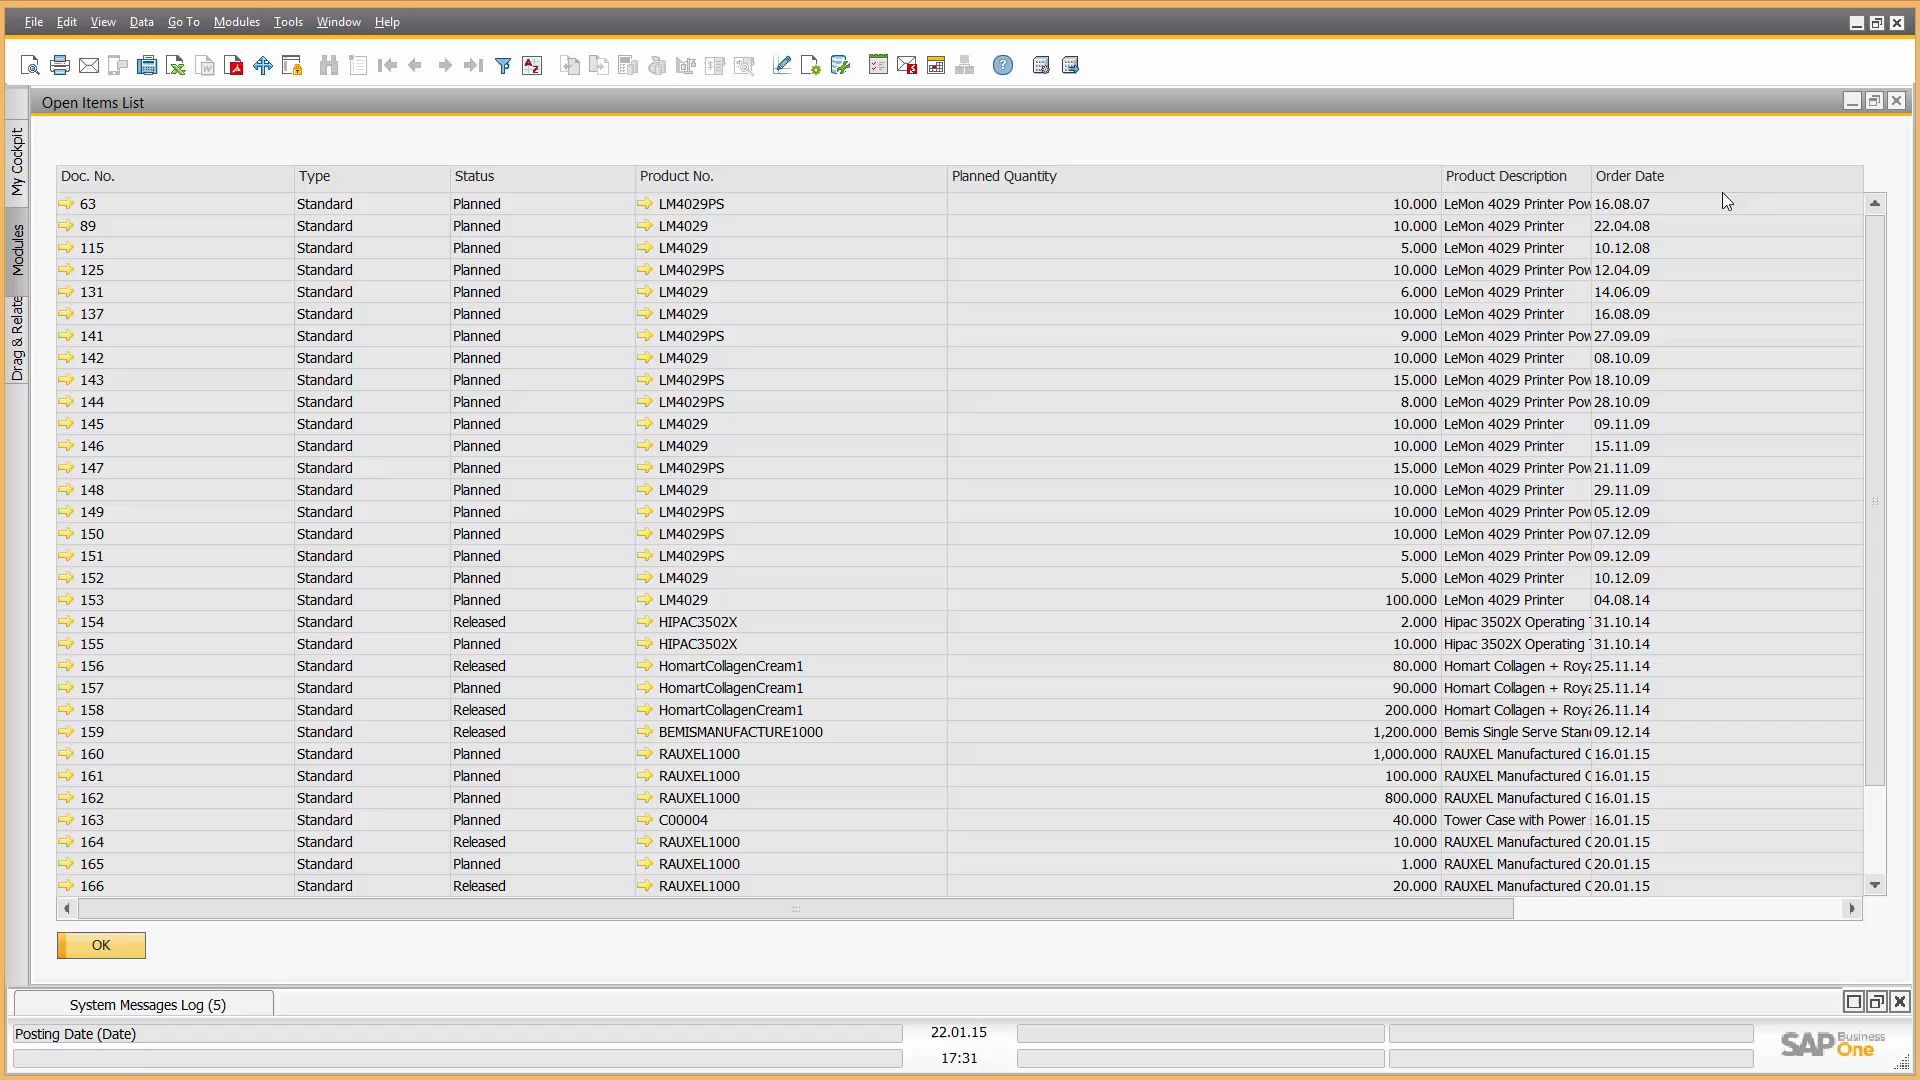 File Edit View Data Go To Modules Tools Window Help
Open Items List
My Cockpit
Modules
Drag & Relate
Doc. No. Type Status Product No. Planned Quantity Product Description Order Date
63 Standard Planned LM4029PS 10.000 LeMon 4029 Printer Pow 16.08.07
89 Standard Planned LM4029 10.000 LeMon 4029 Printer 22.04.08
115 Standard Planned LM4029 5.000 LeMon 4029 Printer 10.12.08
125 Standard Planned LM4029PS 10.000 LeMon 4029 Printer Pow 12.04.09
131 Standard Planned LM4029 6.000 LeMon 4029 Printer 14.06.09
137 Standard Planned LM4029 10.000 LeMon 4029 Printer 16.08.09
141 Standard Planned LM4029PS 9.000 LeMon 4029 Printer Pow 27.09.09
142 Standard Planned LM4029 10.000 LeMon 4029 Printer 08.10.09
143 Standard Planned LM4029PS 15.000 LeMon 4029 Printer Pow 18.10.09
144 Standard Planned LM4029PS 8.000 LeMon 4029 Printer Pow 28.10.09
145 Standard Planned LM4029 10.000 LeMon 4029 Printer 09.11.09
146 Standard Planned LM4029 10.000 LeMon 4029 Printer 15.11.09
147 Standard Planned LM4029PS 15.000 LeMon 4029 Printer Pow 21.11.09
148 Standard Planned LM4029 10.000 LeMon 4029 Printer 29.11.09
149 Standard Planned LM4029PS 10.000 LeMon 4029 Printer Pow 05.12.09
150 Standard Planned LM4029PS 10.000 LeMon 4029 Printer Pow 07.12.09
151 Standard Planned LM4029PS 5.000 LeMon 4029 Printer Pow 09.12.09
152 Standard Planned LM4029 5.000 LeMon 4029 Printer 10.12.09
153 Standard Planned LM4029 100.000 LeMon 4029 Printer 04.08.14
154 Standard Released HIPAC3502X 2.000 Hipac 3502X Operating 31.10.14
155 Standard Planned HIPAC3502X 10.000 Hipac 3502X Operating 31.10.14
156 Standard Released HomartCollagenCream1 80.000 Homart Collagen + Roya 25.11.14
157 Standard Planned HomartCollagenCream1 90.000 Homart Collagen + Roya 25.11.14
158 Standard Released HomartCollagenCream1 200.000 Homart Collagen + Roya 26.11.14
159 Standard Released BEMISMANUFACTURE1000 1,200.000 Bemis Single Serve Stan 09.12.14
160 Standard Planned RAUXEL1000 1,000.000 RAUXEL Manufactured C 16.01.15
161 Standard Planned RAUXEL1000 100.000 RAUXEL Manufactured C 16.01.15
162 Standard Planned RAUXEL1000 800.000 RAUXEL Manufactured C 16.01.15
163 Standard Planned C00004 40.000 Tower Case with Power 16.01.15
164 Standard Released RAUXEL1000 10.000 RAUXEL Manufactured C 20.01.15
165 Standard Planned RAUXEL1000 1.000 RAUXEL Manufactured C 20.01.15
166 Standard Released RAUXEL1000 20.000 RAUXEL Manufactured C 20.01.15
OK
System Messages Log (5)
Posting Date (Date) 22.01.15
17:31
SAP Business One